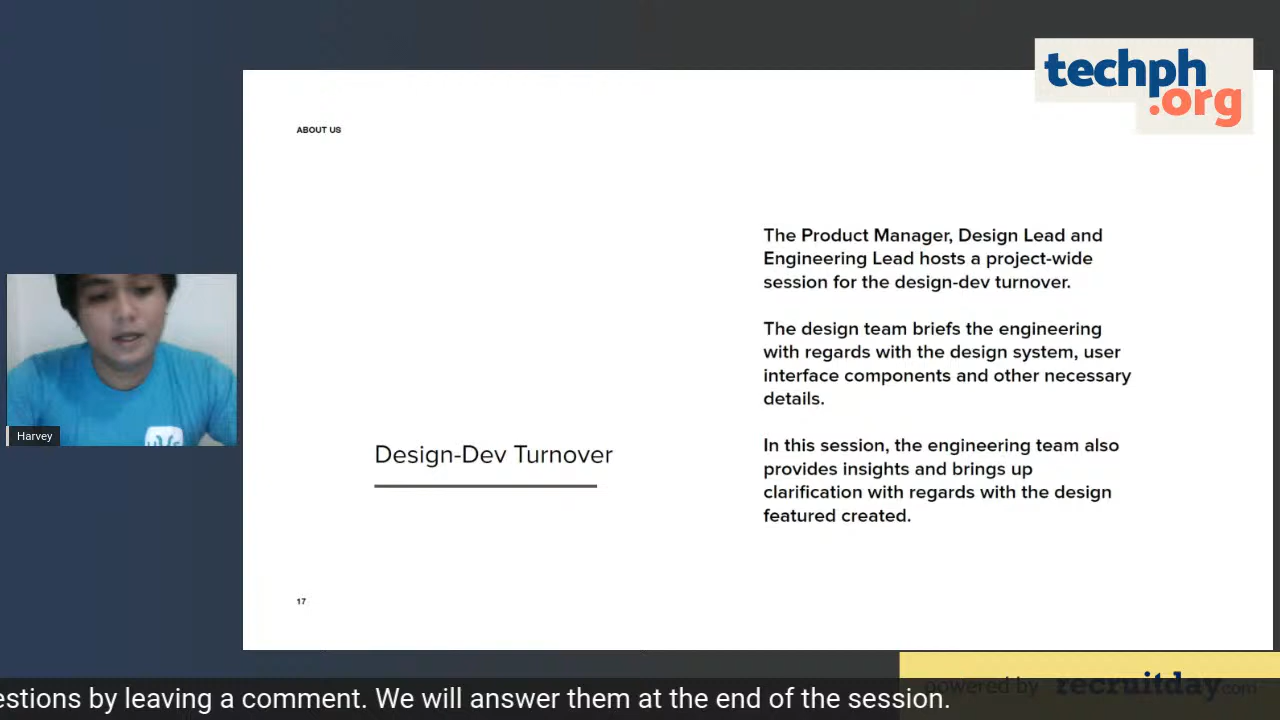 techph
.org
ABOUT US
The Product Manager, Design Lead and
Engineering Lead hosts a project-wide
session for the design-dev turnover.
The design team briefs the engineering
with regards with the design system, user
interface components and other necessary
details.
In this session, the engineering team also
provides insights and brings up
clarification with regards with the design
featured created.
Design-Dev Turnover
17
Harvey
powered by recruitday.com
estions by leaving a comment. We will answer them at the end of the session.